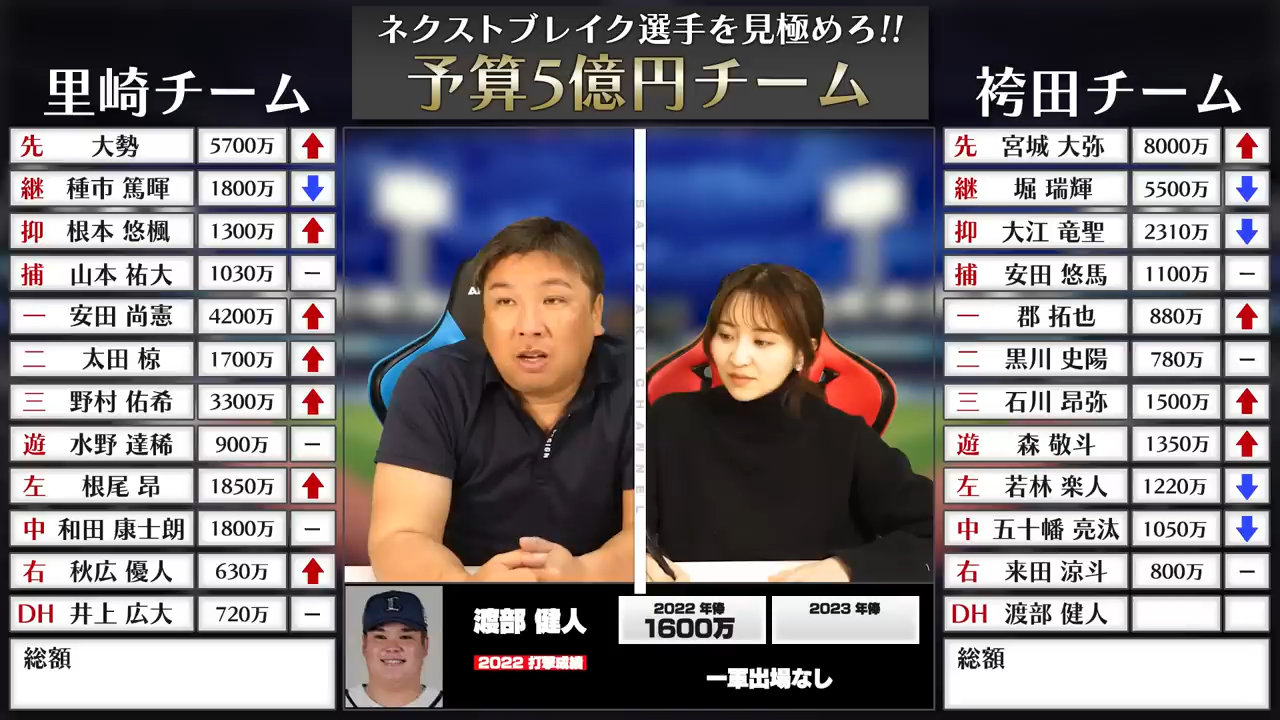 ネクストブレイク選手を見極めろ!!
予算5億円チーム
里崎チーム
先 大勢 5700万
継 種市 篤暉 1800万
抑 根本 悠楓 1300万
捕 山本 祐大 1030万 −
一 安田 尚憲 4200万
二 太田 椋 1700万
三 野村 佑希 3300万
遊 水野 達稀 900万 −
左 根尾 昂 1850万
中 和田 康士朗 1800万 −
右 秋広 優人 630万
DH 井上 広大 720万 −
総額
SATOZAKI CHANNEL
渡部 健人
2022 打撃成績
2022 年俸
1600万
2023 年俸
一軍出場なし
袴田チーム
先 宮城 大弥 8000万
継 堀 瑞輝 5500万
抑 大江 竜聖 2310万
捕 安田 悠馬 1100万 −
一 郡 拓也 880万
二 黒川 史陽 780万 −
三 石川 昂弥 1500万
遊 森 敬斗 1350万
左 若林 楽人 1220万
中 五十幡 亮汰 1050万
右 来田 涼斗 800万 −
DH 渡部 健人
総額